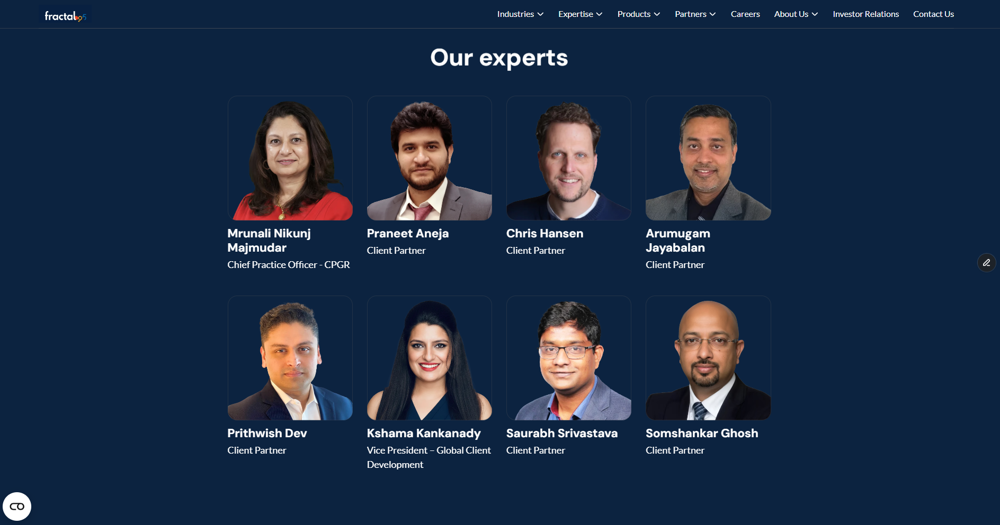 fractal
Industries Expertise Products Partners Careers About Us Investor Relations Contact Us
Our experts
Mrunali Nikunj
Majmudar
Chief Practice Officer - CPGR
Praneet Aneja
Client Partner
Chris Hansen
Client Partner
Arumugam
Jayabalan
Client Partner
Prithwish Dev
Client Partner
Kshama Kankanady
Vice President – Global Client
Development
Saurabh Srivastava
Client Partner
Somshankar Ghosh
Client Partner